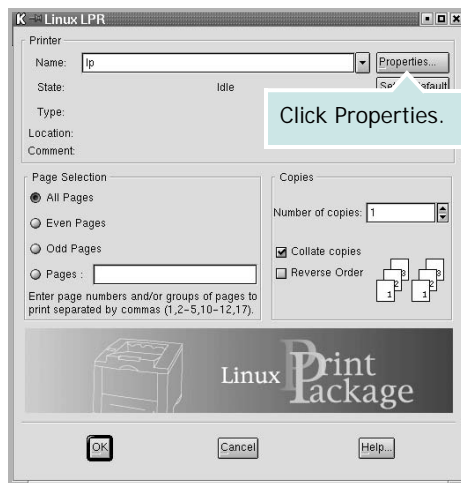 Linux LPR
Printer
Name: lp Properties...
State: Idle
Click Properties.
Type:
Location:
Comment:
Page Selection
All Pages
Even Pages
Odd Pages
Pages :
Enter page numbers and/or groups of pages to
print separated by commas (1,2-5,10-12,17).
Copies
Number of copies: 1
Collate copies
Reverse Order
Linux Print
Package
OK Cancel Help...